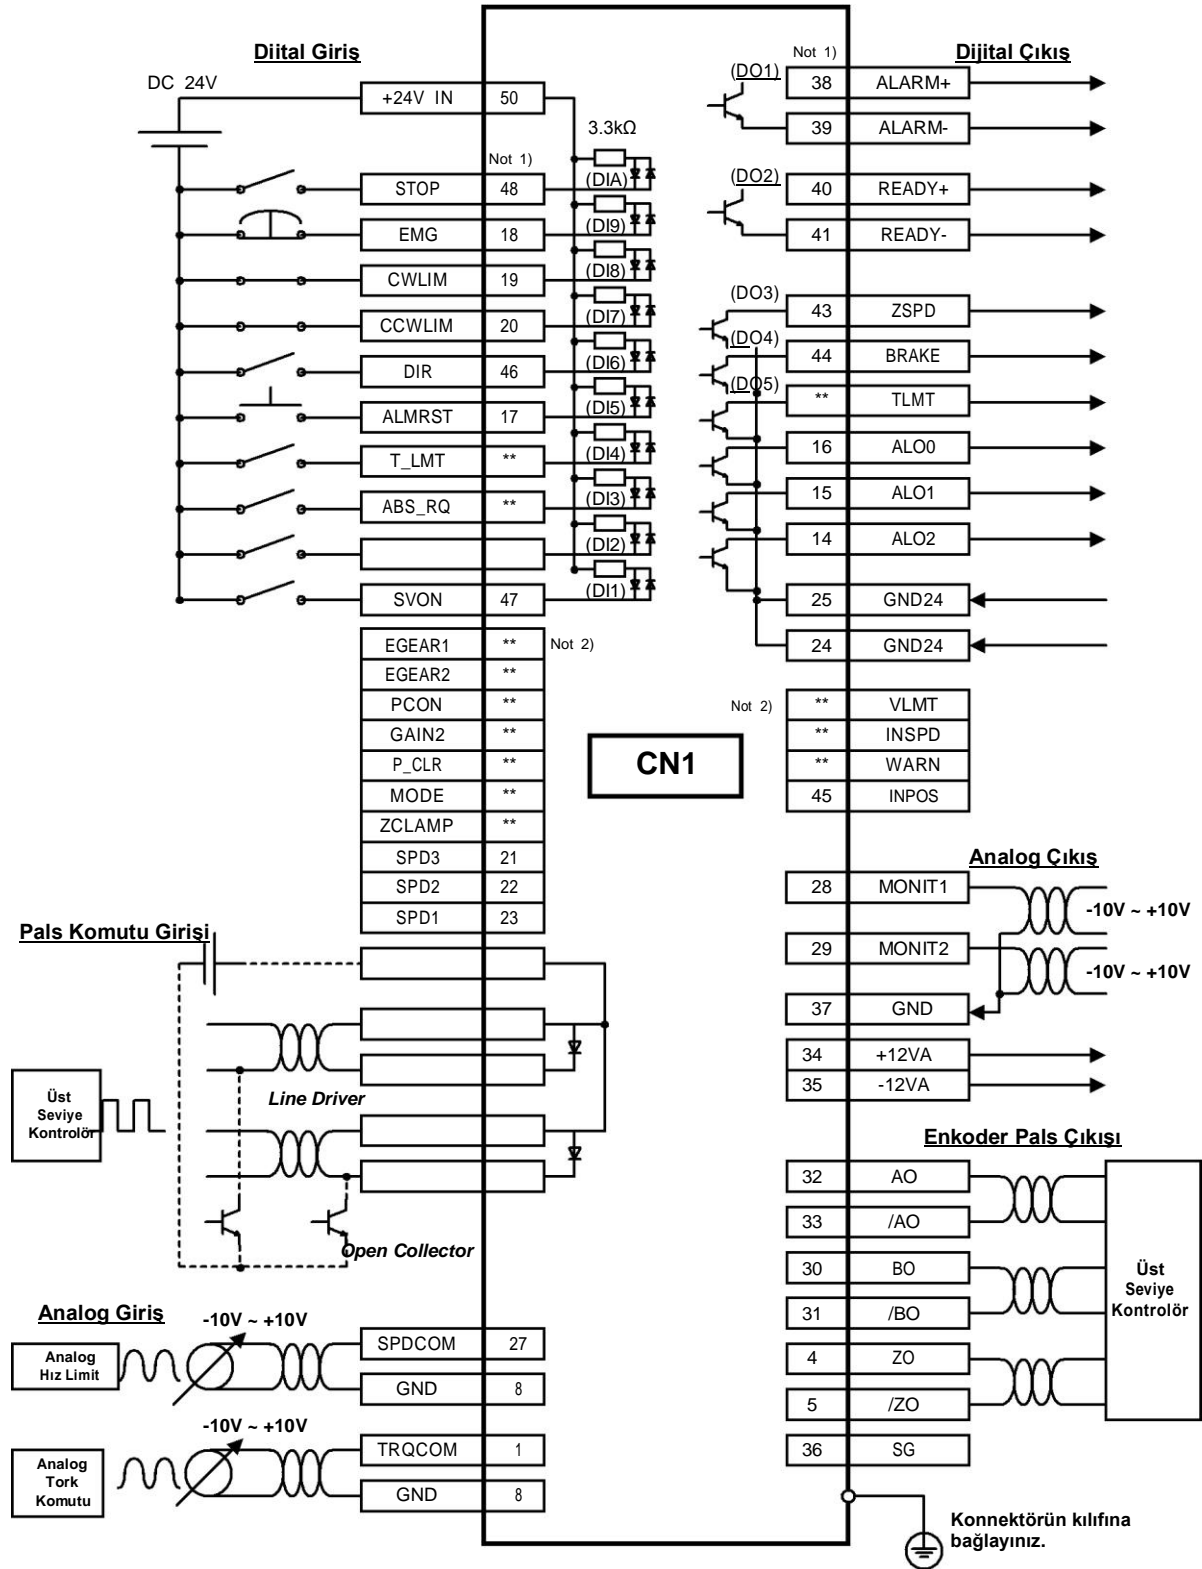 Diital Giriş
DC 24V
+24V IN 50
3.3kΩ
Not 1)
STOP 48 (DIA)
EMG 18 (DI9)
CWLIM 19 (DI8)
CCWLIM 20 (DI7)
DIR 46 (DI6)
ALMRST 17 (DI5)
T_LMT ** (DI4)
ABS_RQ ** (DI3)
(DI2)
SVON 47 (DI1)
EGEAR1 ** Not 2)
EGEAR2 **
PCON **
GAIN2 **
P_CLR **
MODE **
ZCLAMP **
SPD3 21
SPD2 22
SPD1 23
Pals Komutu Girişi
Üst
Seviye
Kontrolör
Line Driver
Open Collector
Analog Giriş
-10V ~ +10V
Analog
Hız Limit
SPDCOM 27
GND 8
-10V ~ +10V
Analog
Tork
Komutu
TRQCOM 1
GND 8
CN1
Not 1)
Dijital Çıkış
(DO1) 38 ALARM+
39 ALARM-
(DO2) 40 READY+
41 READY-
(DO3) 43 ZSPD
(DO4) 44 BRAKE
(DO5) ** TLMT
16 ALO0
15 ALO1
14 ALO2
25 GND24
24 GND24
Not 2) ** VLMT
** INSPD
** WARN
45 INPOS
Analog Çıkış
28 MONIT1
-10V ~ +10V
29 MONIT2
-10V ~ +10V
37 GND
34 +12VA
35 -12VA
Enkoder Pals Çıkışı
32 AO
33 /AO
30 BO
31 /BO
4 ZO
5 /ZO
36 SG
Üst
Seviye
Kontrolör
Konnektörün kılıfına
bağlayınız.